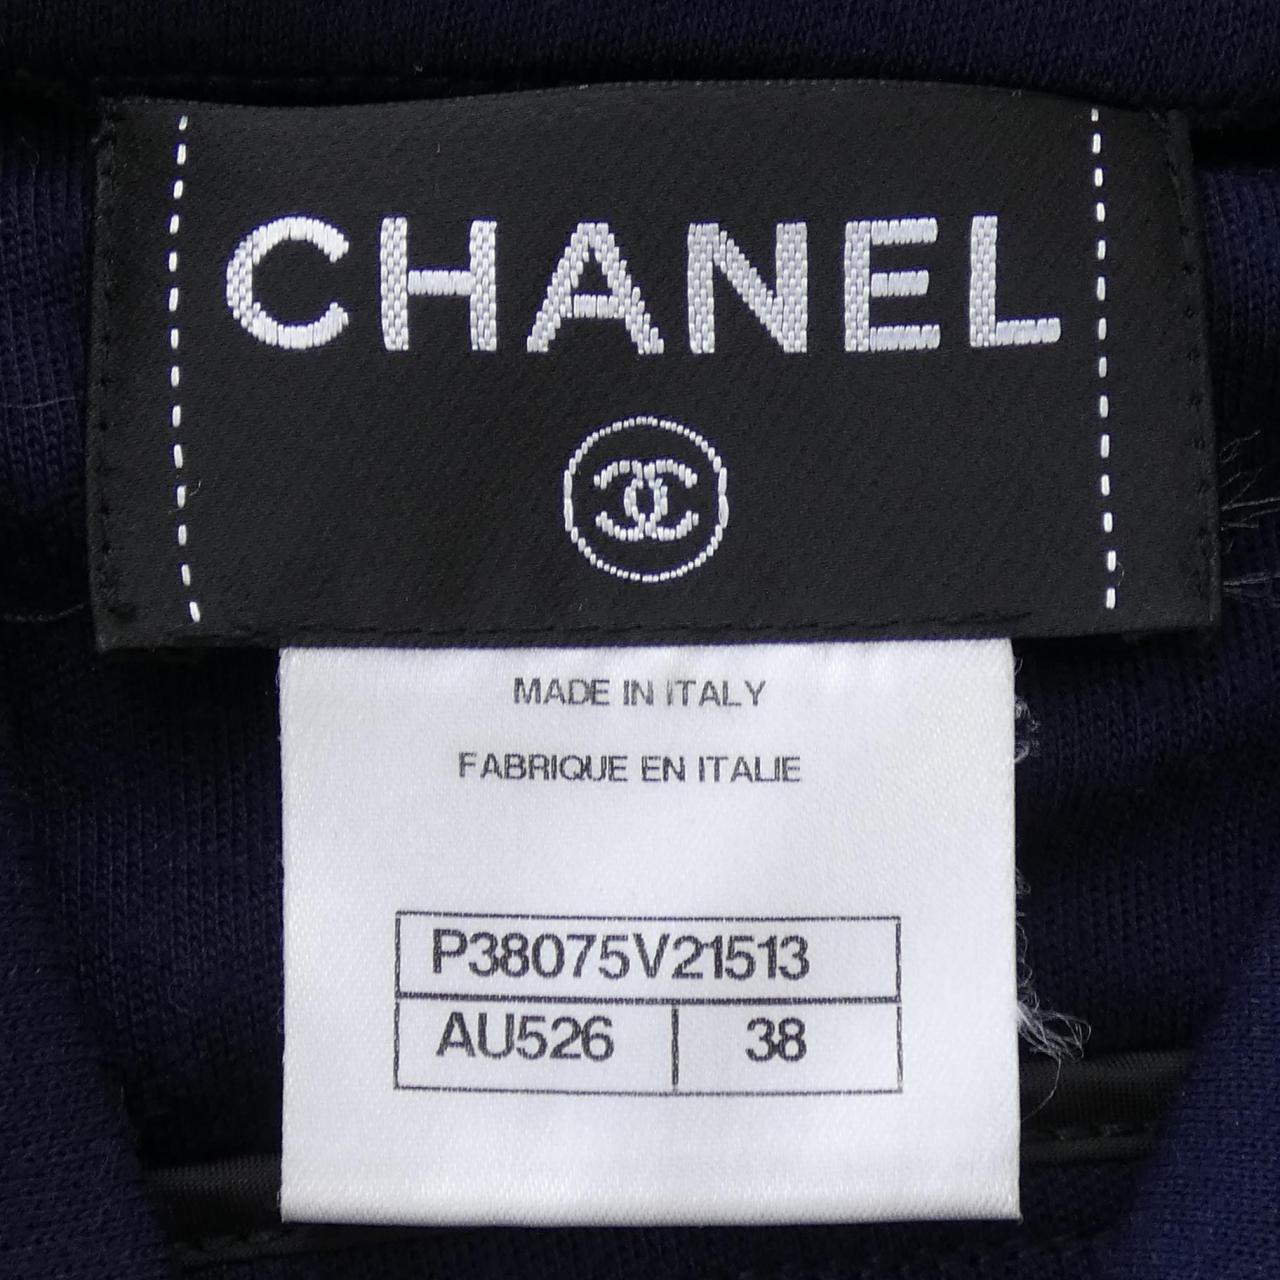 CHANEL
MADE IN ITALY
FABRIQUE EN ITALIE
P38075V21513
AU526 38